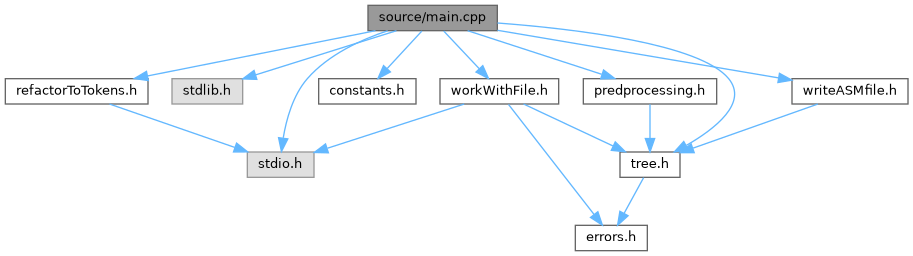 source/main.cpp
refactorToTokens.h
stdlib.h
constants.h
workWithFile.h
predprocessing.h
writeASMfile.h
stdio.h
tree.h
errors.h